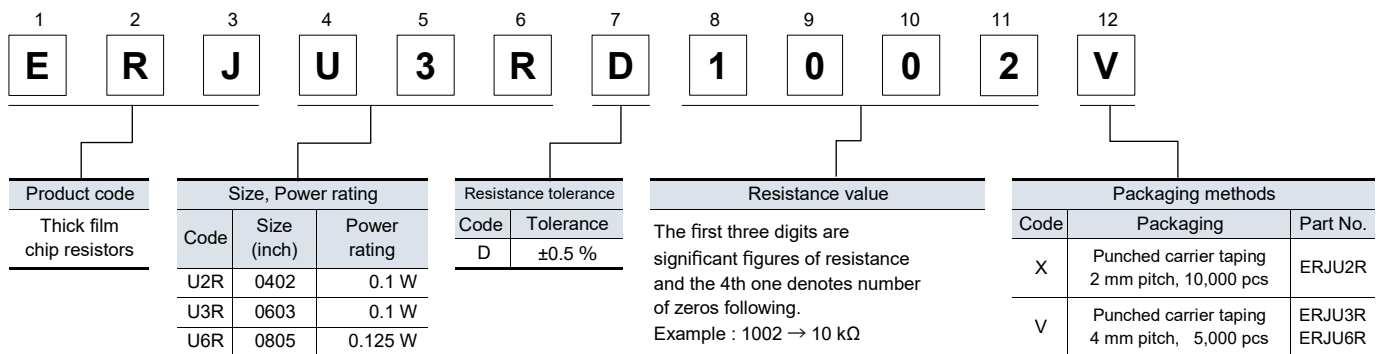 1 2 3 4 5 6 7 8 9 10 11 12
E R J U 3 R D 1 0 0 2 V
Product code
Thick film
chip resistors
Size, Power rating
Code Size (inch) Power rating
U2R 0402 0.1 W
U3R 0603 0.1 W
U6R 0805 0.125 W
Resistance tolerance
Code Tolerance
D ±0.5 %
Resistance value
The first three digits are
significant figures of resistance
and the 4th one denotes number
of zeros following.
Example : 1002 → 10 kΩ
Packaging methods
Code Packaging Part No.
X Punched carrier taping 2 mm pitch, 10,000 pcs ERJU2R
V Punched carrier taping 4 mm pitch, 5,000 pcs ERJU3R ERJU6R